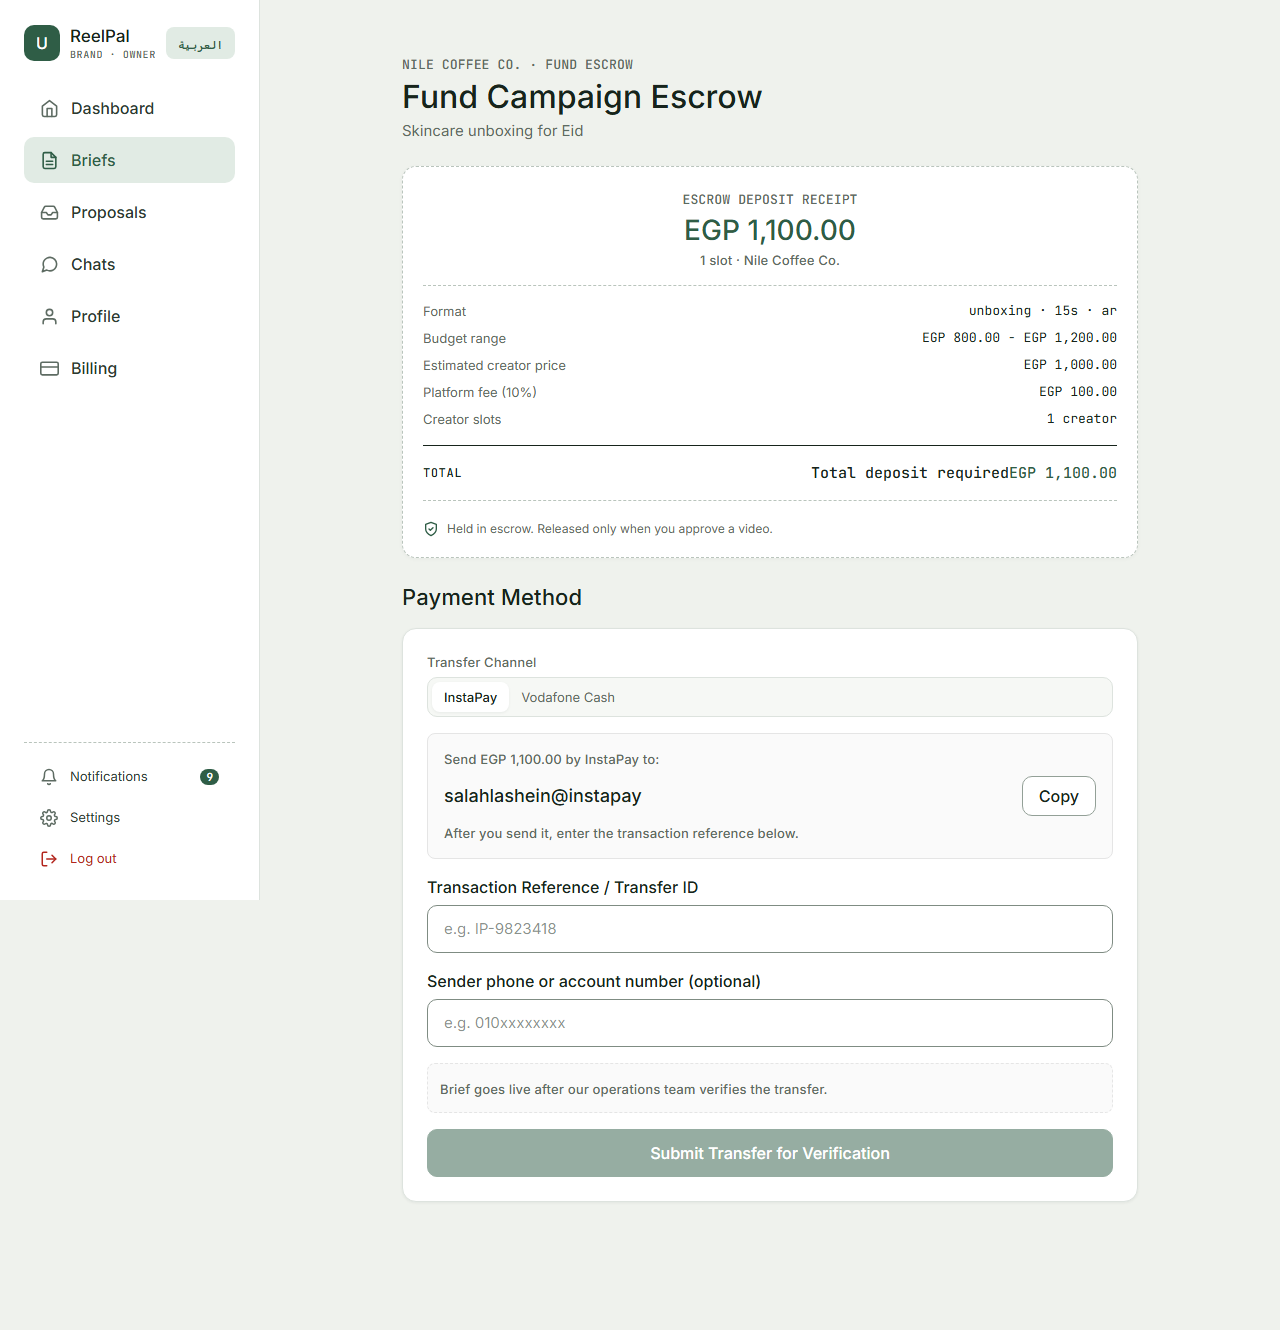 U
ReelPal
BRAND · OWNER
العربية
Dashboard
Briefs
Proposals
Chats
Profile
Billing
Notifications 9
Settings
Log out
NILE COFFEE CO. · FUND ESCROW
Fund Campaign Escrow
Skincare unboxing for Eid
ESCROW DEPOSIT RECEIPT
EGP 1,100.00
1 slot · Nile Coffee Co.
Format unboxing · 15s · ar
Budget range EGP 800.00 - EGP 1,200.00
Estimated creator price EGP 1,000.00
Platform fee (10%) EGP 100.00
Creator slots 1 creator
TOTAL Total deposit requiredEGP 1,100.00
Held in escrow. Released only when you approve a video.
Payment Method
Transfer Channel
InstaPay Vodafone Cash
Send EGP 1,100.00 by InstaPay to:
salahlashein@instapay Copy
After you send it, enter the transaction reference below.
Transaction Reference / Transfer ID
e.g. IP-9823418
Sender phone or account number (optional)
e.g. 010xxxxxxxx
Brief goes live after our operations team verifies the transfer.
Submit Transfer for Verification